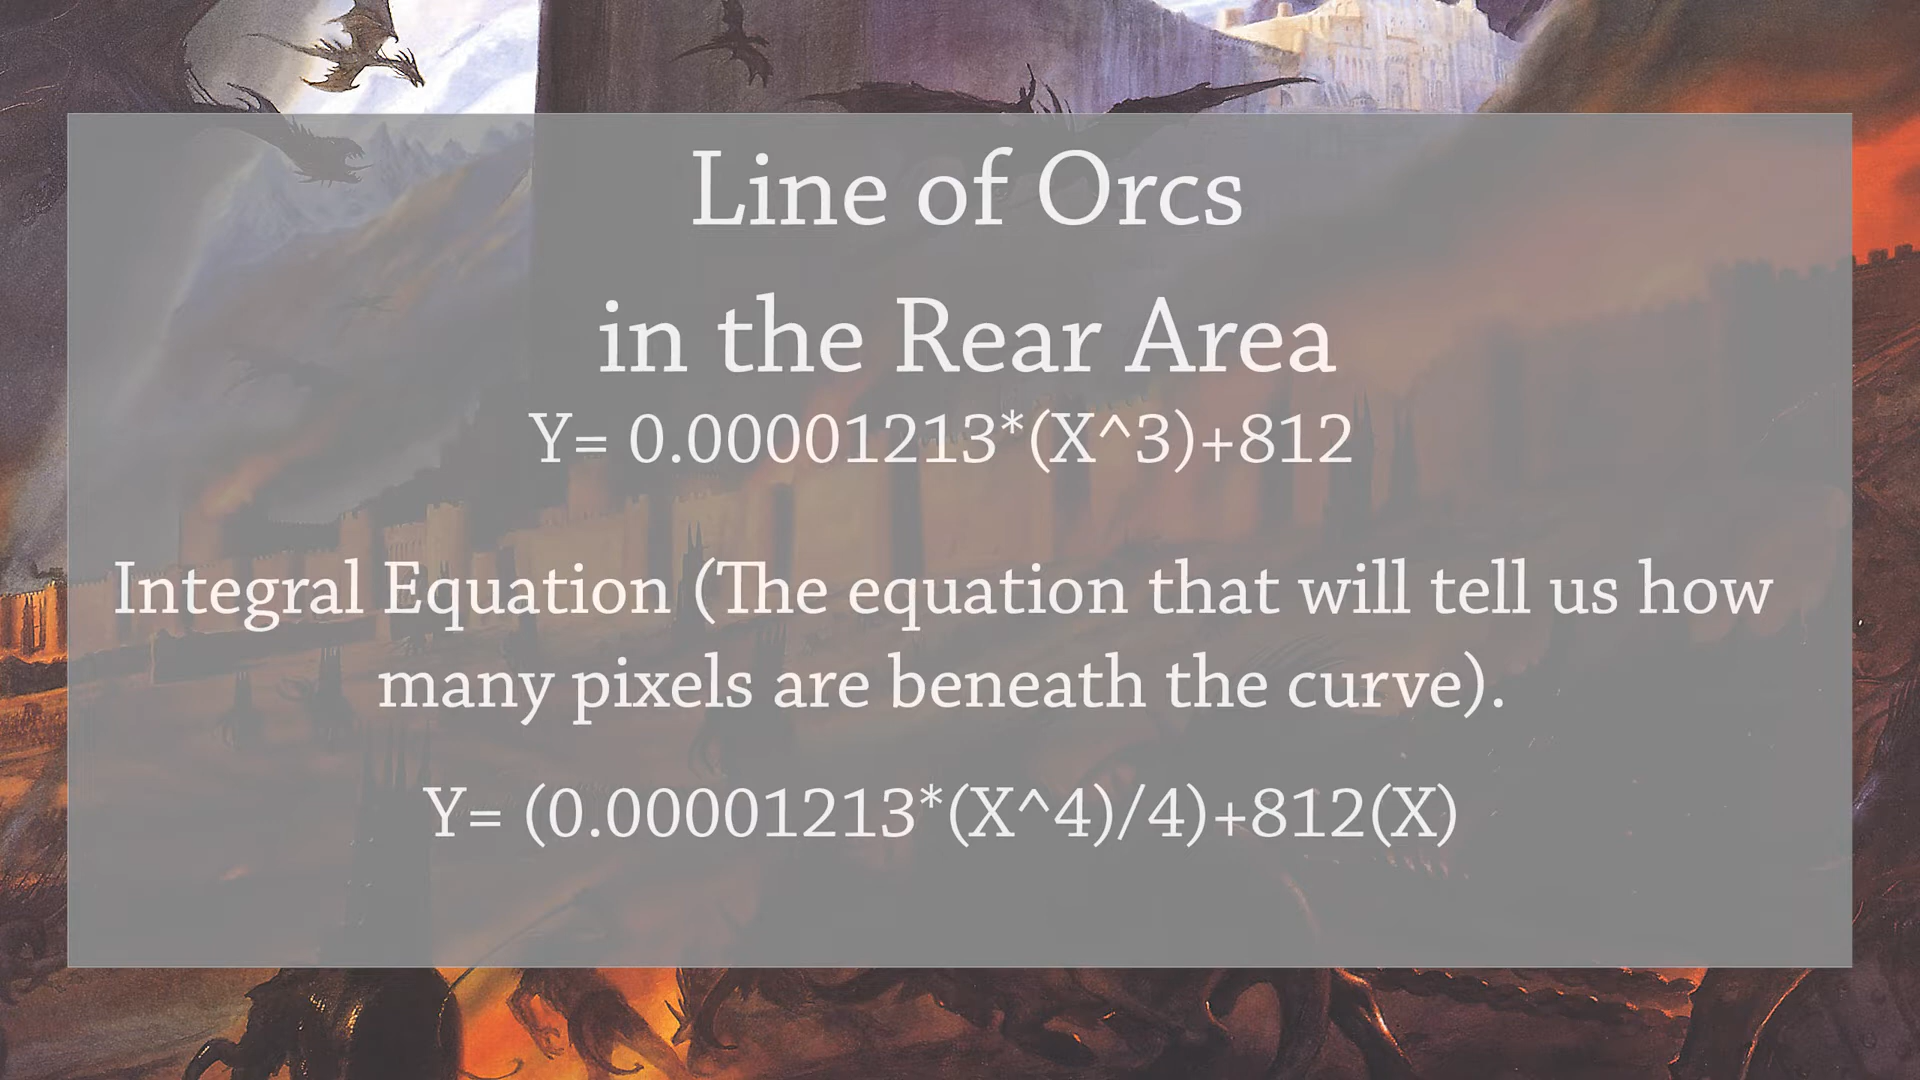 Line of Orcs
in the Rear Area
Y= 0.00001213*(X^3)+812
Integral Equation (The equation that will tell us how
many pixels are beneath the curve).
Y= (0.00001213*(X^4)/4)+812(X)